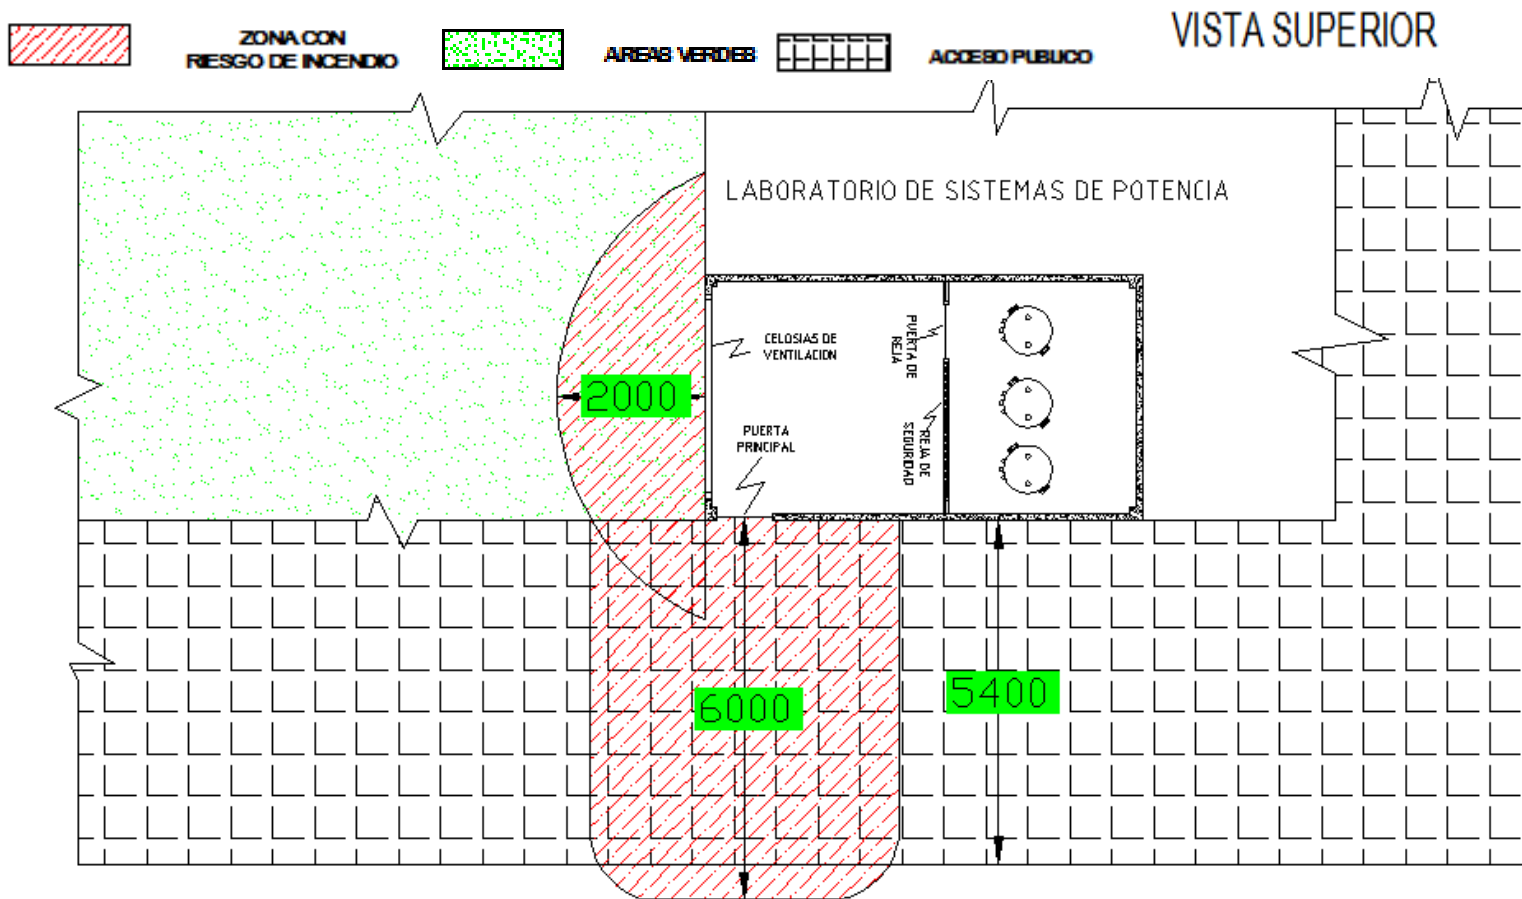 VISTA SUPERIOR
ZONA CON
RIESGO DE INCENDIO
AREAS VERDES
ACCESO PUBLICO
LABORATORIO DE SISTEMAS DE POTENCIA
CELOSIAS DE
VENTILACION
PUERTA DE
REJA
2000
PUERTA
PRINCIPAL
REJA DE
SEGURIDAD
6000
5400